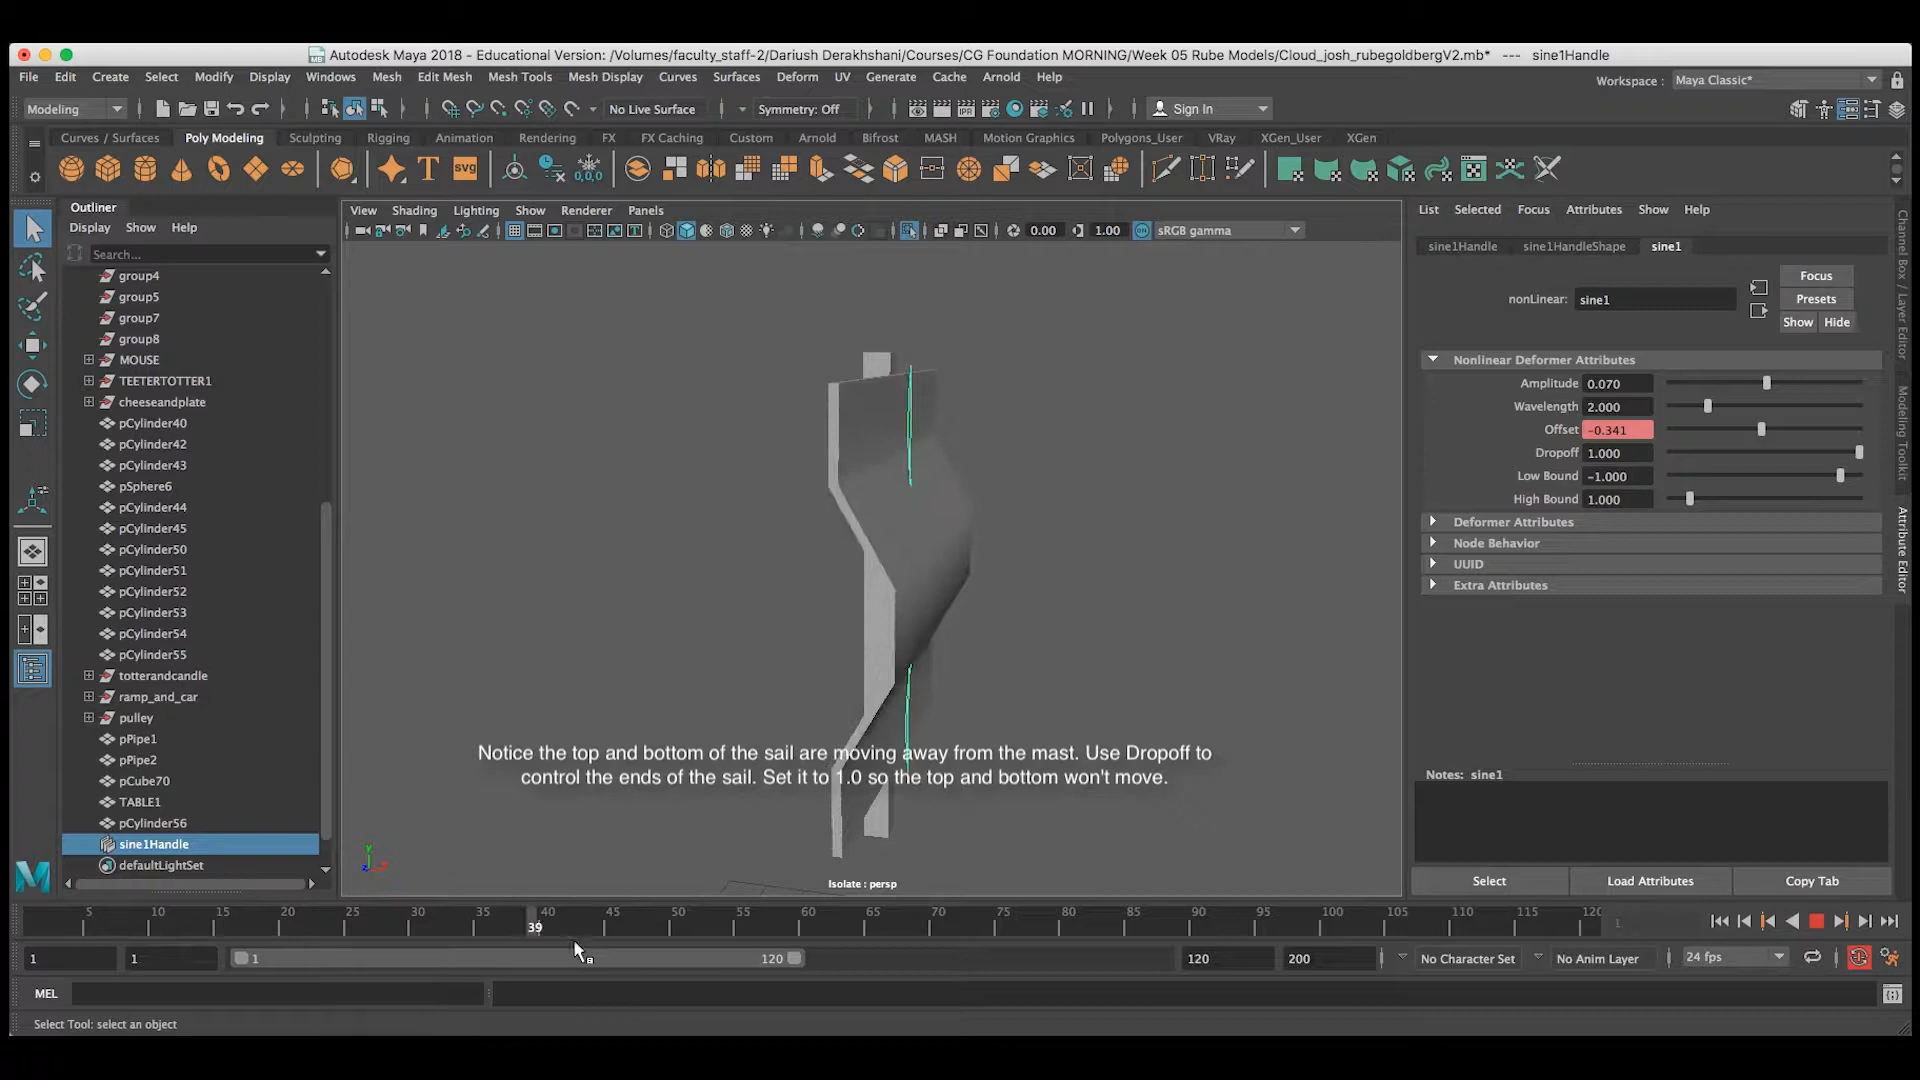 Autodesk Maya 2018 - Educational Version: /Volumes/faculty_staff-2/Dariush Derakhshani/Courses/CG Foundation MORNING/Week 05 Rube Models/Cloud_josh_rubegoldbergV2.mb* --- sine1Handle
File Edit Create Select Modify Display Windows Mesh Edit Mesh Mesh Tools Mesh Display Curves Surfaces Deform UV Generate Cache Arnold Help
Workspace : Maya Classic*
Modeling No Live Surface Symmetry: Off Sign In
Curves / Surfaces Poly Modeling Sculpting Rigging Animation Rendering FX FX Caching Custom Arnold Bifrost MASH Motion Graphics Polygons_User VRay XGen_User XGen
T SVG 0,0,0
Outliner
Display Show Help
Search...
group4
group5
group7
group8
MOUSE
TEETERTOTTER1
cheeseandplate
pCylinder40
pCylinder42
pCylinder43
pSphere6
pCylinder44
pCylinder45
pCylinder50
pCylinder51
pCylinder52
pCylinder53
pCylinder54
pCylinder55
totterandcandle
ramp_and_car
pulley
pPipe1
pPipe2
pCube70
TABLE1
pCylinder56
sine1Handle
defaultLightSet
View Shading Lighting Show Renderer Panels
0.00 1.00 ON sRGB gamma
Notice the top and bottom of the sail are moving away from the mast. Use Dropoff to
control the ends of the sail. Set it to 1.0 so the top and bottom won't move.
Isolate : persp
List Selected Focus Attributes Show Help
sine1Handle sine1HandleShape sine1
Focus
nonLinear: sine1 Presets
Show Hide
Nonlinear Deformer Attributes
Amplitude 0.070
Wavelength 2.000
Offset -0.341
Dropoff 1.000
Low Bound -1.000
High Bound 1.000
Deformer Attributes
Node Behavior
UUID
Extra Attributes
Notes: sine1
Select Load Attributes Copy Tab
Channel Box / Layer Editor
Modeling Toolkit
Attribute Editor
5 10 15 20 25 30 35 40 45 50 55 60 65 70 75 80 85 90 95 100 105 110 115 120
39
1 1 1 120 120 200 No Character Set No Anim Layer 24 fps
MEL
Select Tool: select an object